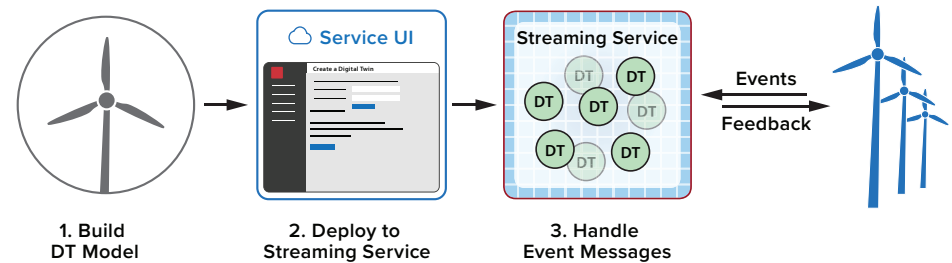 Service UI
Create a Digital Twin
Streaming Service
DT
DT
DT
DT
DT
DT
DT
DT
Events
Feedback
1. Build
DT Model
2. Deploy to
Streaming Service
3. Handle
Event Messages